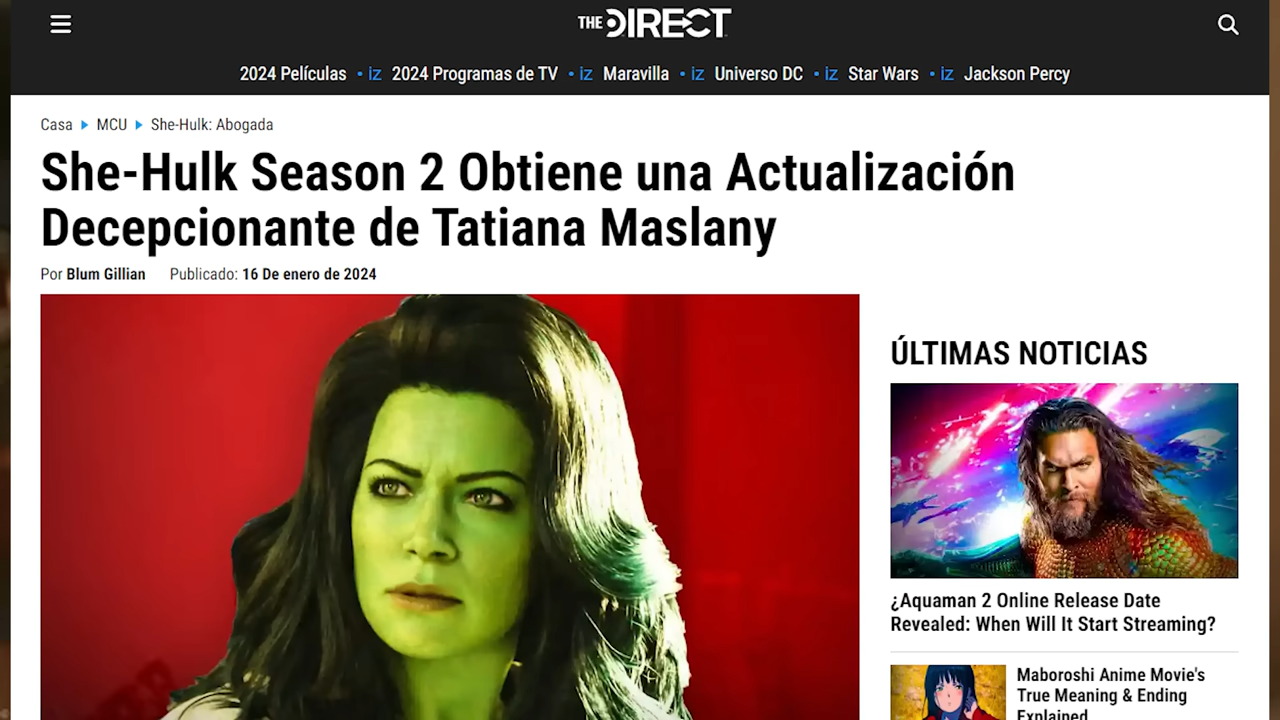 THE DIRECT
2024 Películas • iz 2024 Programas de TV • iz Maravilla • iz Universo DC • iz Star Wars • iz Jackson Percy
Casa ▶ MCU ▶ She-Hulk: Abogada
She-Hulk Season 2 Obtiene una Actualización
Decepcionante de Tatiana Maslany
Por Blum Gillian Publicado: 16 De enero de 2024
ÚLTIMAS NOTICIAS
¿Aquaman 2 Online Release Date
Revealed: When Will It Start Streaming?
Maboroshi Anime Movie's
True Meaning & Ending
Explained